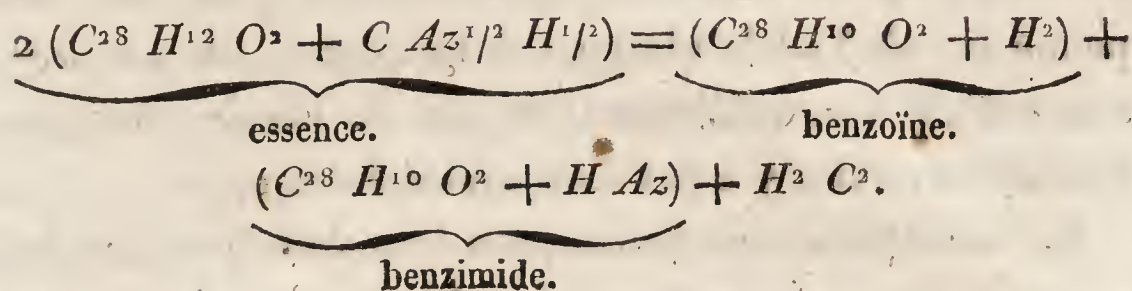 2 (C²⁸ H¹² O² + C Az¹/² H¹/²) = (C²⁸ H¹⁰ O² + H²) +
essence. benzoïne.
(C²⁸ H¹⁰ O² + H Az) + H² C².
benzimide.